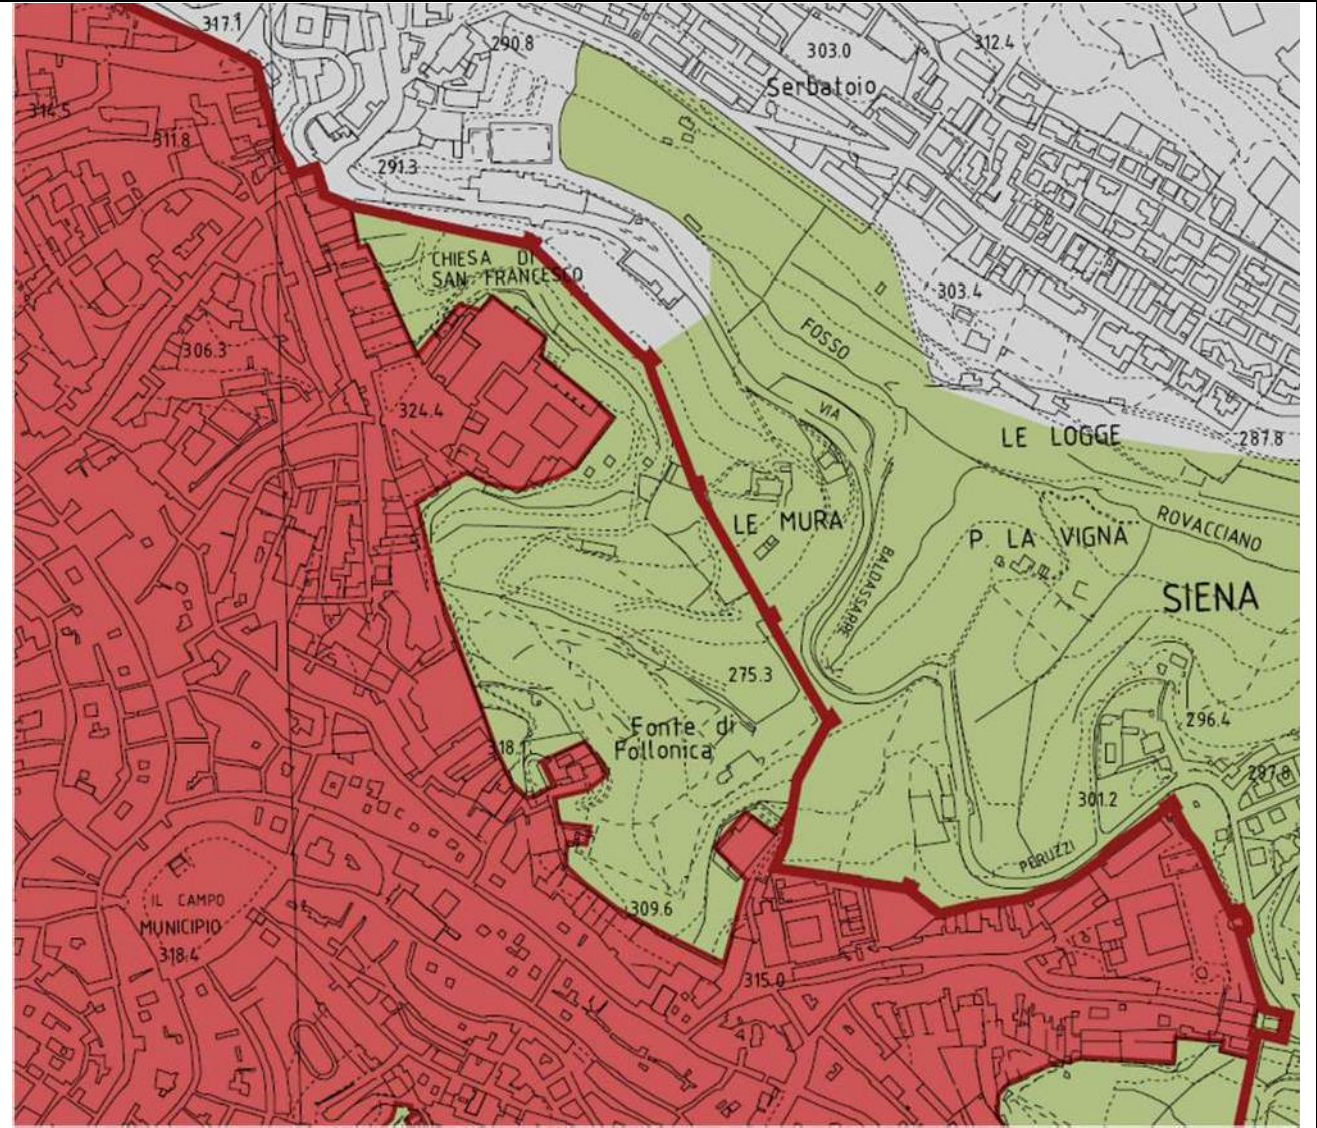 317.1
290.8
303.0
312.4
Serbatoio
314.5
311.8
291.3
CHIESA DI
SAN FRANCESCO
303.4
306.3
FOSSO
324.4
VIA
LE LOGGE
287.8
LE MURA
P LA VIGNA
ROVACCIANO
BALDASSARRE
SIENA
275.3
296.4
Fonte di
Follonica
318.1
297.8
301.2
PERUZZI
IL CAMPO
309.6
MUNICIPIO
318.4
315.0